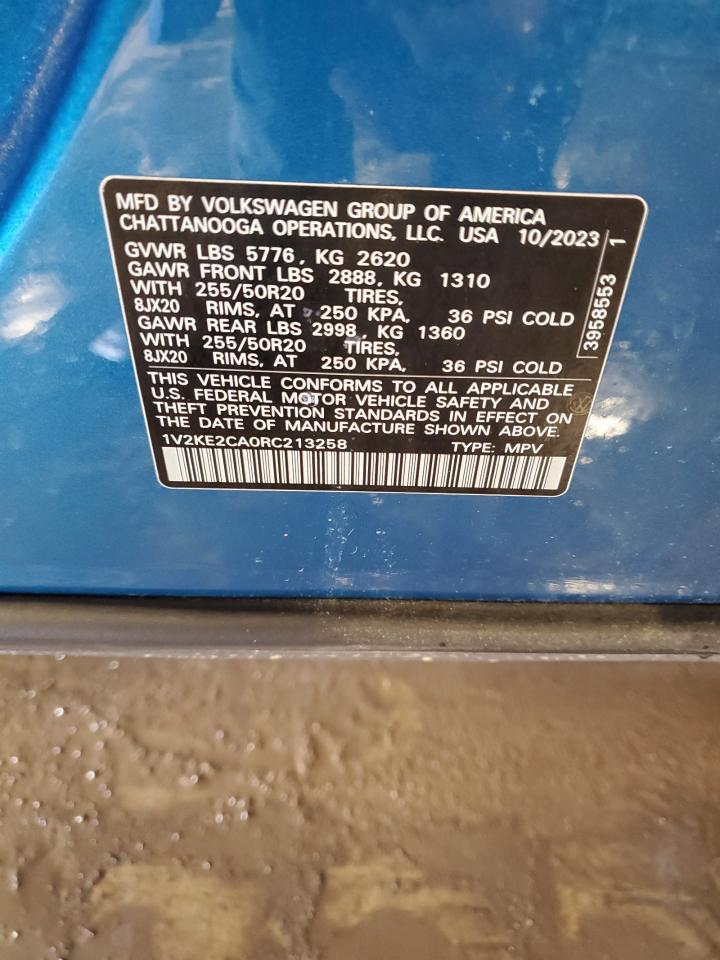 MFD BY VOLKSWAGEN GROUP OF AMERICA
CHATTANOOGA OPERATIONS, LLC. USA 10/2023
GVWR LBS 5776, KG 2620
GAWR FRONT LBS 2888, KG 1310
WITH 255/50R20 TIRES,
8JX20 RIMS, AT 250 KPA, 36 PSI COLD
GAWR REAR LBS 2998, KG 1360
WITH 255/50R20 TIRES,
8JX20 RIMS, AT 250 KPA, 36 PSI COLD
3958553 1
THIS VEHICLE CONFORMS TO ALL APPLICABLE
U.S. FEDERAL MOTOR VEHICLE SAFETY AND
THEFT PREVENTION STANDARDS IN EFFECT ON
THE DATE OF MANUFACTURE SHOWN ABOVE.
1V2KE2CA0RC213258 TYPE: MPV